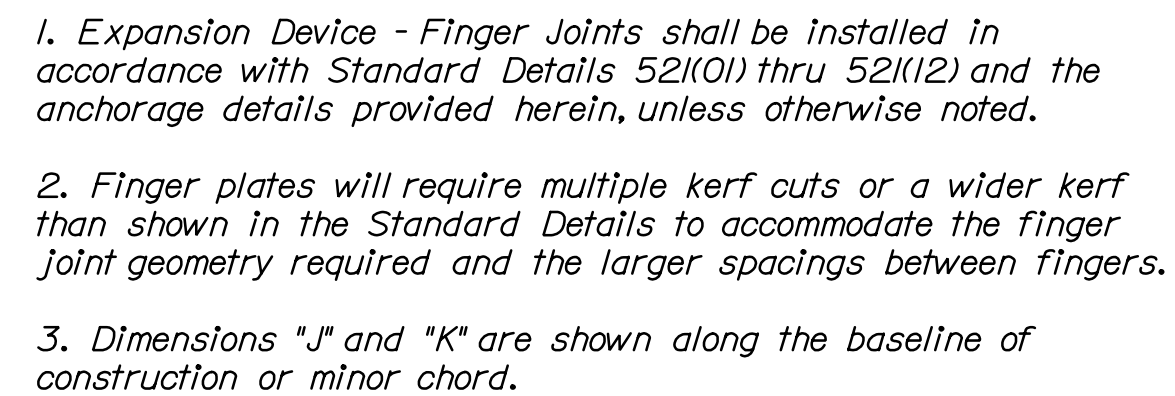 1. Expansion Device - Finger Joints shall be installed in
accordance with Standard Details 521(01) thru 521(12) and the
anchorage details provided herein, unless otherwise noted.
2. Finger plates will require multiple kerf cuts or a wider kerf
than shown in the Standard Details to accommodate the finger
joint geometry required and the larger spacings between fingers.
3. Dimensions "J" and "K" are shown along the baseline of
construction or minor chord.